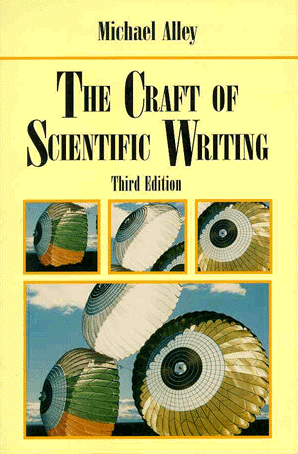 Michael Alley
THE CRAFT OF
SCIENTIFIC WRITING
Third Edition